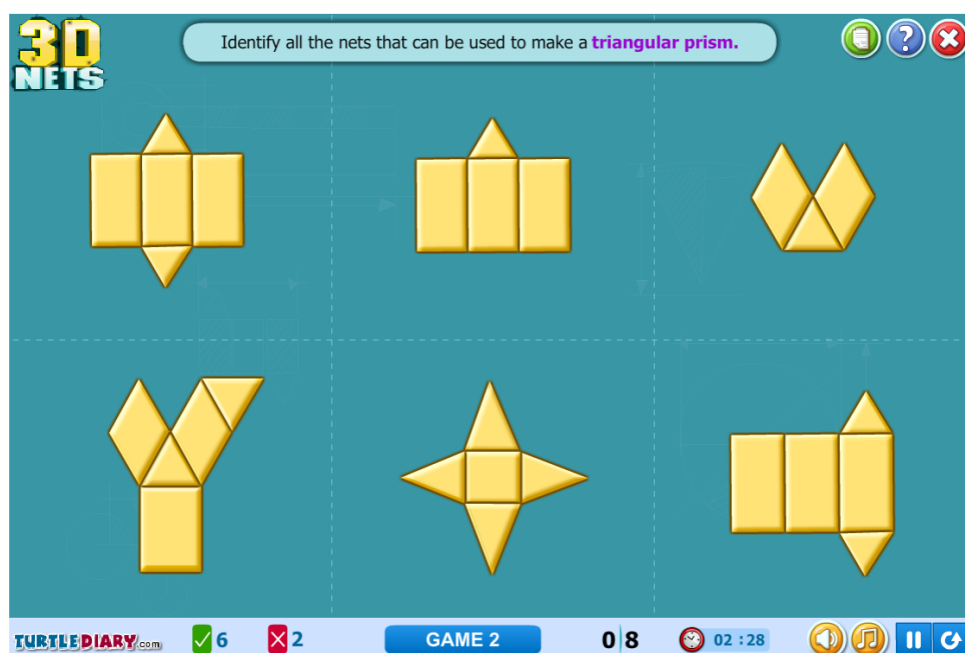 3D
NETS
Identify all the nets that can be used to make a triangular prism.
?
TURTLEDIARY.com
6
2
GAME 2
0 8
02 : 28